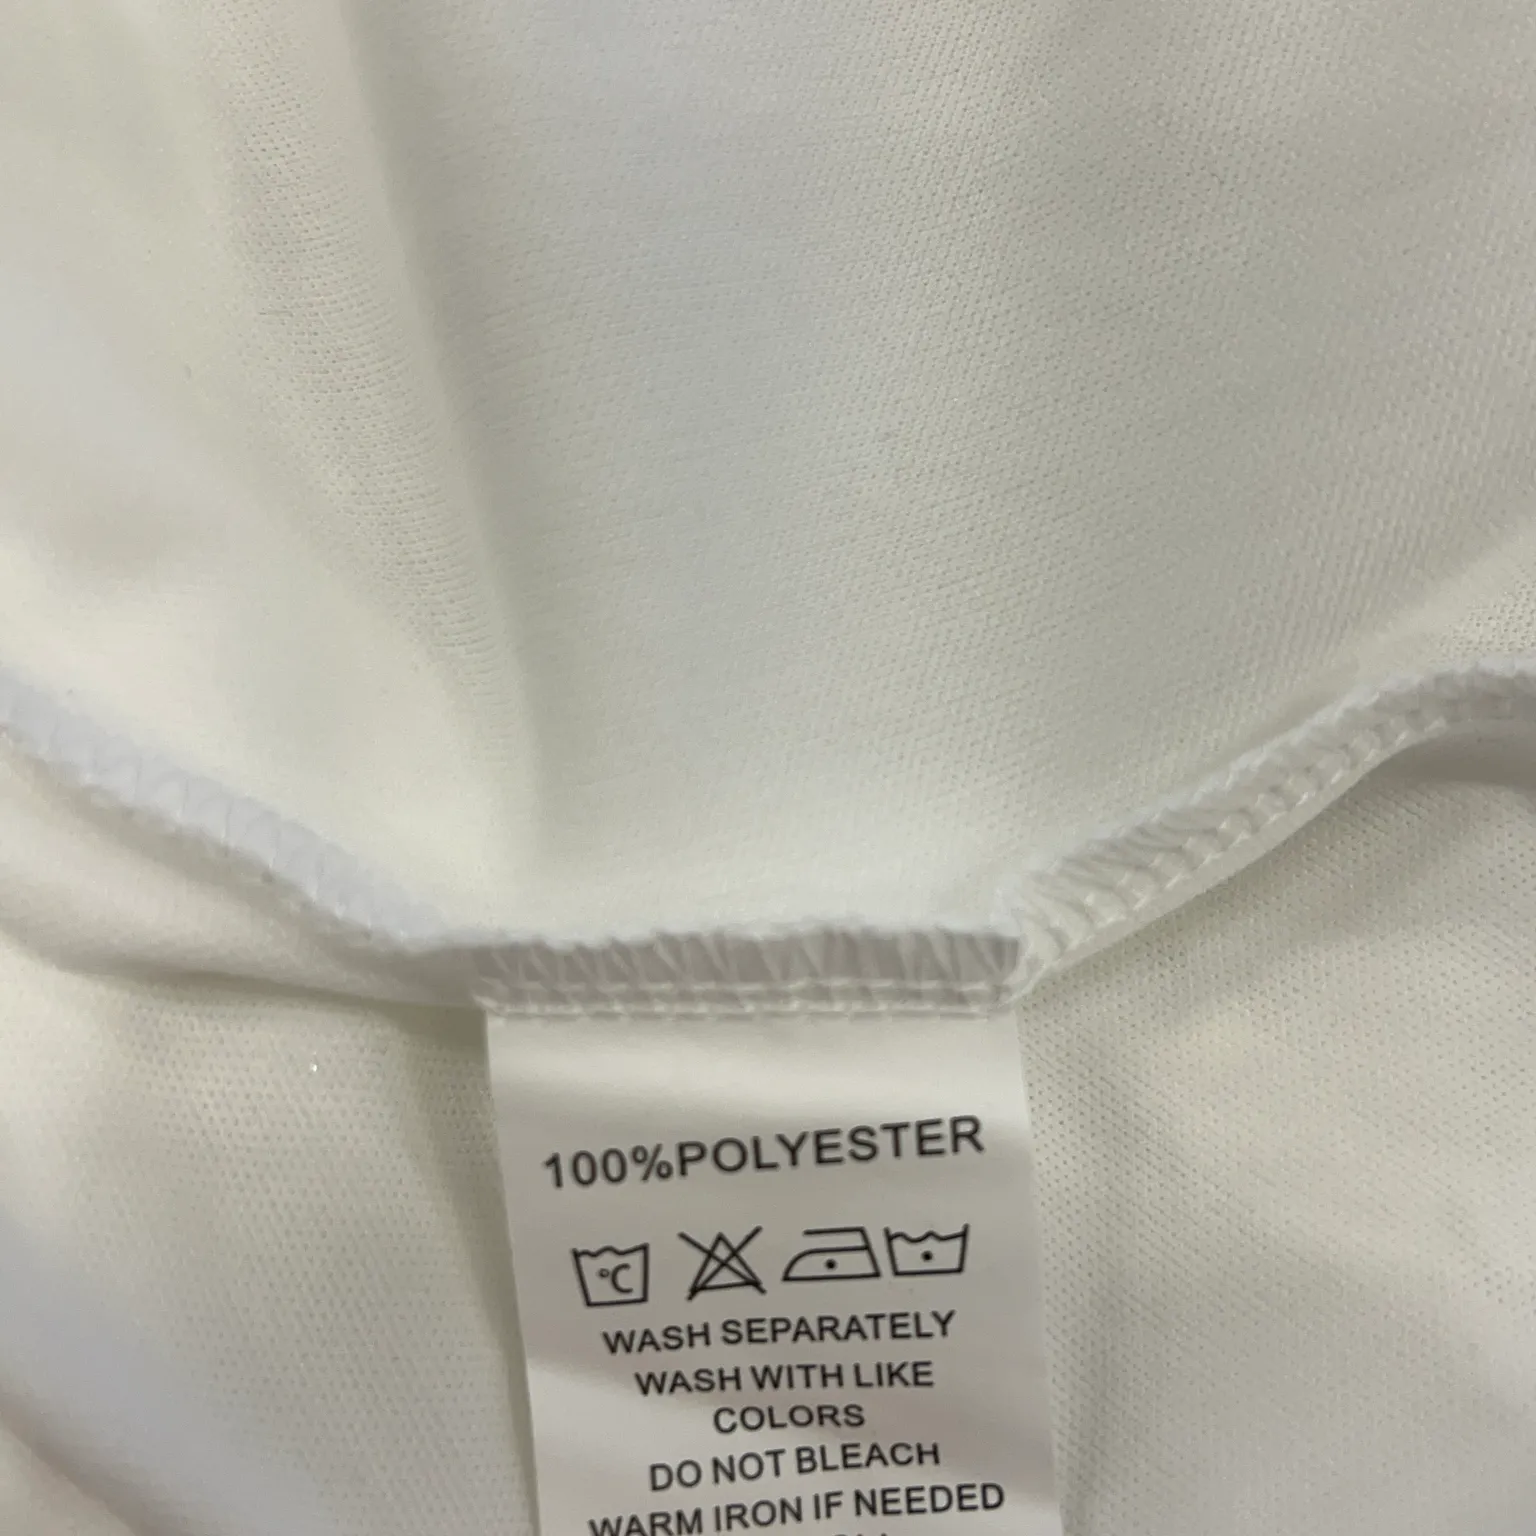 100%POLYESTER
°C
WASH SEPARATELY
WASH WITH LIKE
COLORS
DO NOT BLEACH
WARM IRON IF NEEDED